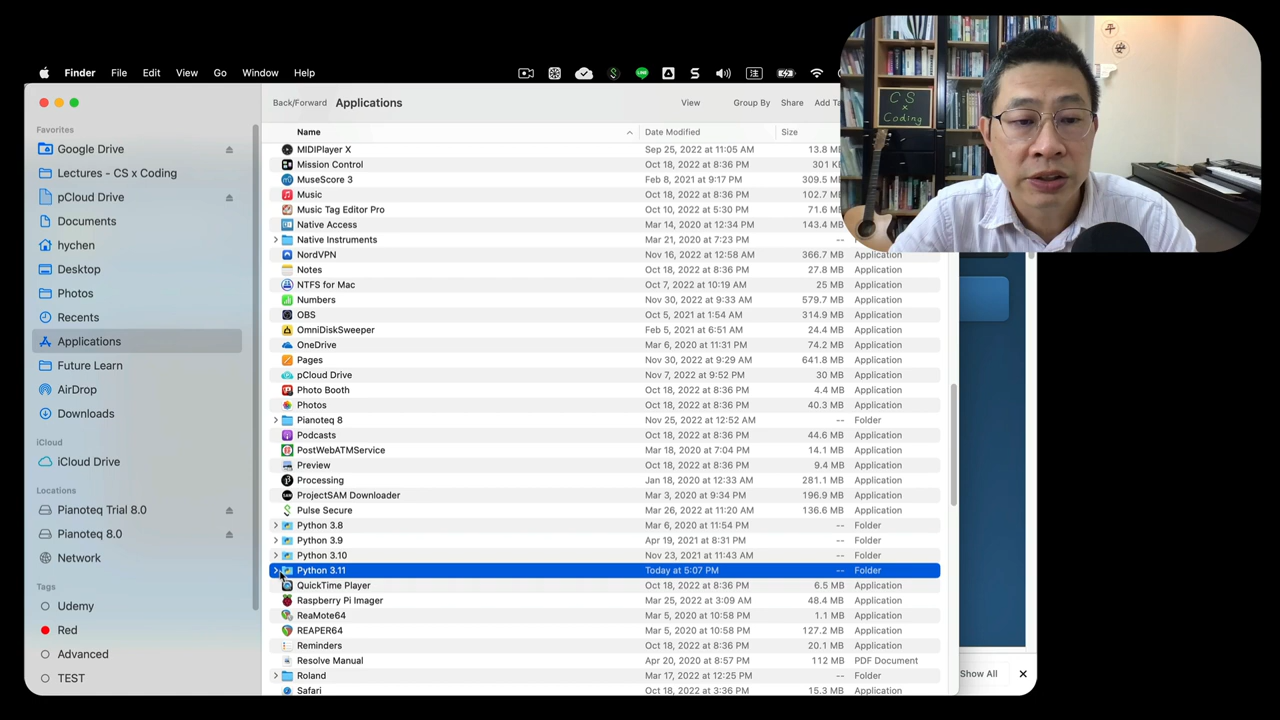 Finder File Edit View Go Window Help
Back/Forward Applications View Group By Share Add Ta
Favorites
Google Drive
Lectures - CS x Coding
pCloud Drive
Documents
hychen
Desktop
Photos
Recents
Applications
Future Learn
AirDrop
Downloads
iCloud
iCloud Drive
Locations
Pianoteq Trial 8.0
Pianoteq 8.0
Network
Tags
Udemy
Red
Advanced
TEST
Name Date Modified Size
MIDIPlayer X Sep 25, 2022 at 11:05 AM 13.8 M
Mission Control Oct 18, 2022 at 8:36 PM 301 K
MuseScore 3 Feb 8, 2021 at 9:17 PM 309.5 M
Music Oct 18, 2022 at 8:36 PM 102.7 M
Music Tag Editor Pro Oct 10, 2022 at 5:30 PM 71.6 M
Native Access Mar 14, 2020 at 12:34 PM 143.4 M
Native Instruments Mar 21, 2020 at 7:23 PM --
NordVPN Nov 16, 2022 at 12:58 AM 366.7 MB Application
Notes Oct 18, 2022 at 8:36 PM 27.8 MB Application
NTFS for Mac Oct 7, 2022 at 10:19 AM 25 MB Application
Numbers Nov 30, 2022 at 9:33 AM 579.7 MB Application
OBS Oct 5, 2021 at 1:54 AM 314.9 MB Application
OmniDiskSweeper Feb 5, 2021 at 6:51 AM 24.4 MB Application
OneDrive Mar 6, 2020 at 11:31 PM 74.2 MB Application
Pages Nov 30, 2022 at 9:29 AM 641.8 MB Application
pCloud Drive Nov 7, 2022 at 9:52 PM 30 MB Application
Photo Booth Oct 18, 2022 at 8:36 PM 4.4 MB Application
Photos Oct 18, 2022 at 8:36 PM 40.3 MB Application
Pianoteq 8 Nov 25, 2022 at 12:52 AM -- Folder
Podcasts Oct 18, 2022 at 8:36 PM 44.6 MB Application
PostWebATMService Mar 18, 2020 at 7:04 PM 14.1 MB Application
Preview Oct 18, 2022 at 8:36 PM 9.4 MB Application
Processing Jan 18, 2020 at 12:33 AM 281.1 MB Application
ProjectSAM Downloader Mar 3, 2020 at 9:34 PM 196.9 MB Application
Pulse Secure Mar 26, 2022 at 11:20 AM 136.6 MB Application
Python 3.8 Mar 6, 2020 at 11:54 PM -- Folder
Python 3.9 Apr 19, 2021 at 8:31 PM -- Folder
Python 3.10 Nov 23, 2021 at 11:43 AM -- Folder
Python 3.11 Today at 5:07 PM -- Folder
QuickTime Player Oct 18, 2022 at 8:36 PM 6.5 MB Application
Raspberry Pi Imager Mar 25, 2022 at 3:09 AM 48.4 MB Application
ReaMote64 Mar 5, 2020 at 10:58 PM 1.1 MB Application
REAPER64 Mar 5, 2020 at 10:58 PM 127.2 MB Application
Reminders Oct 18, 2022 at 8:36 PM 20.1 MB Application
Resolve Manual Apr 20, 2020 at 8:57 PM 112 MB PDF Document
Roland Mar 17, 2022 at 12:25 PM -- Folder
Safari Oct 18, 2022 at 3:36 PM 15.3 MB Application
Show All
CS
x
Coding
平
安
注